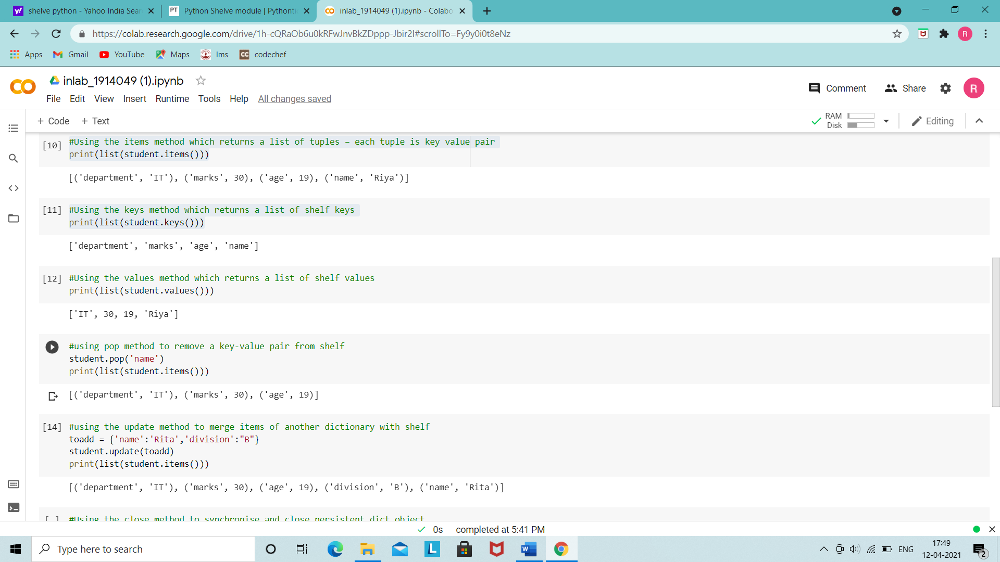 shelve python - Yahoo India Sear
Python Shelve module | Pythontic
inlab_1914049 (1).ipynb - Colabo
https://colab.research.google.com/drive/1h-cQRaOb6u0kRFwJnvBkZDppp-Jbir2I#scrollTo=Fy9y0i0t8eNz
R
Apps Gmail YouTube Maps lms CC codechef
inlab_1914049 (1).ipynb
File Edit View Insert Runtime Tools Help All changes saved
Comment Share R
+ Code + Text
RAM
Disk
Editing
[10] #Using the items method which returns a list of tuples – each tuple is key value pair
print(list(student.items()))
[('department', 'IT'), ('marks', 30), ('age', 19), ('name', 'Riya')]
[11] #Using the keys method which returns a list of shelf keys
print(list(student.keys()))
['department', 'marks', 'age', 'name']
[12] #Using the values method which returns a list of shelf values
print(list(student.values()))
['IT', 30, 19, 'Riya']
#using pop method to remove a key-value pair from shelf
student.pop('name')
print(list(student.items()))
[('department', 'IT'), ('marks', 30), ('age', 19)]
[14] #using the update method to merge items of another dictionary with shelf
toadd = {'name':'Rita','division':"B"}
student.update(toadd)
print(list(student.items()))
[('department', 'IT'), ('marks', 30), ('age', 19), ('division', 'B'), ('name', 'Rita')]
[ ] #Using the close method to synchronise and close persistent dict object
0s completed at 5:41 PM
Type here to search
ENG
17:49
12-04-2021
2